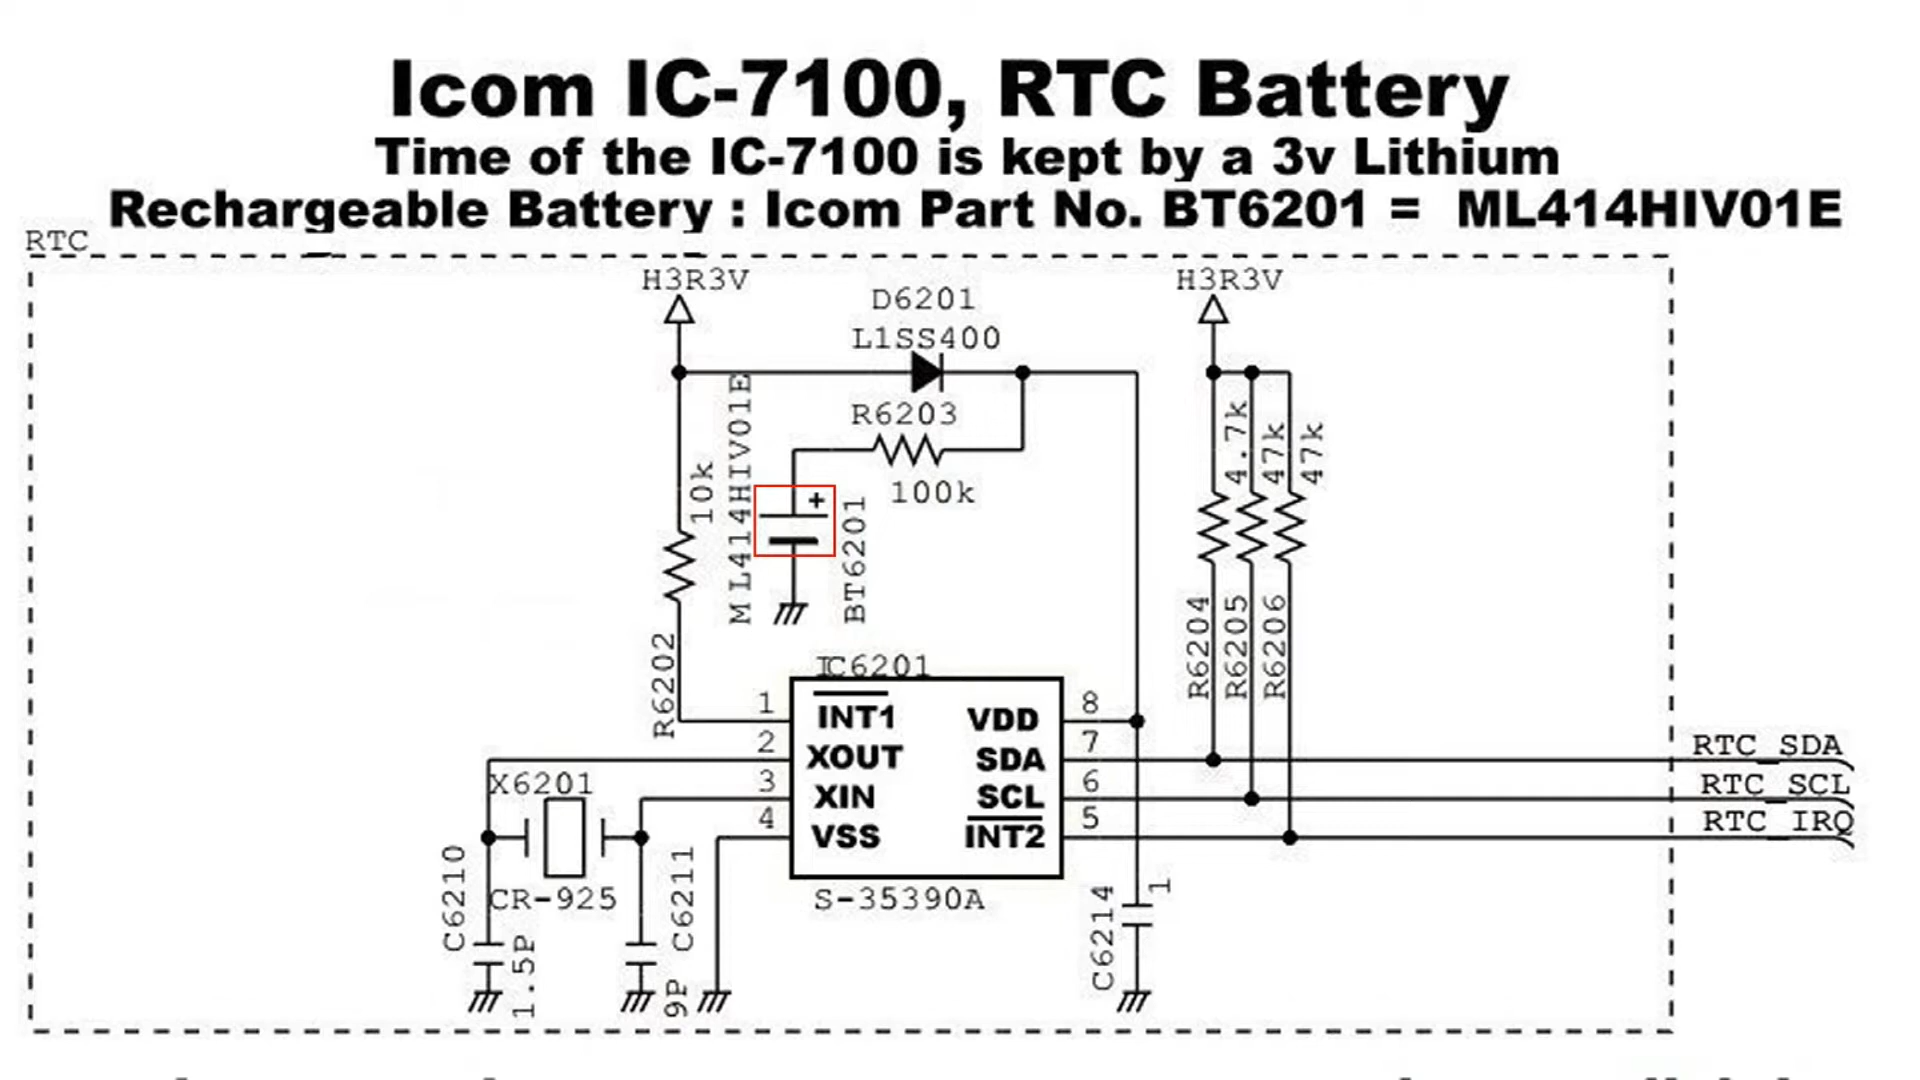 Icom IC-7100, RTC Battery
Time of the IC-7100 is kept by a 3v Lithium
Rechargeable Battery : Icom Part No. BT6201 = ML414HIV01E
RTC
H3R3V
H3R3V
D6201
L1SS400
R6203
100k
ML414HIV01E
+
BT6201
10k
R6202
4.7k
47k
47k
R6204
R6205
R6206
IC6201
1
INT1
VDD
8
2
XOUT
SDA
7
3
XIN
SCL
6
4
VSS
INT2
5
S-35390A
RTC_SDA
RTC_SCL
RTC_IRQ
X6201
CR-925
C6210
1.5P
C6211
9P
C6214
1